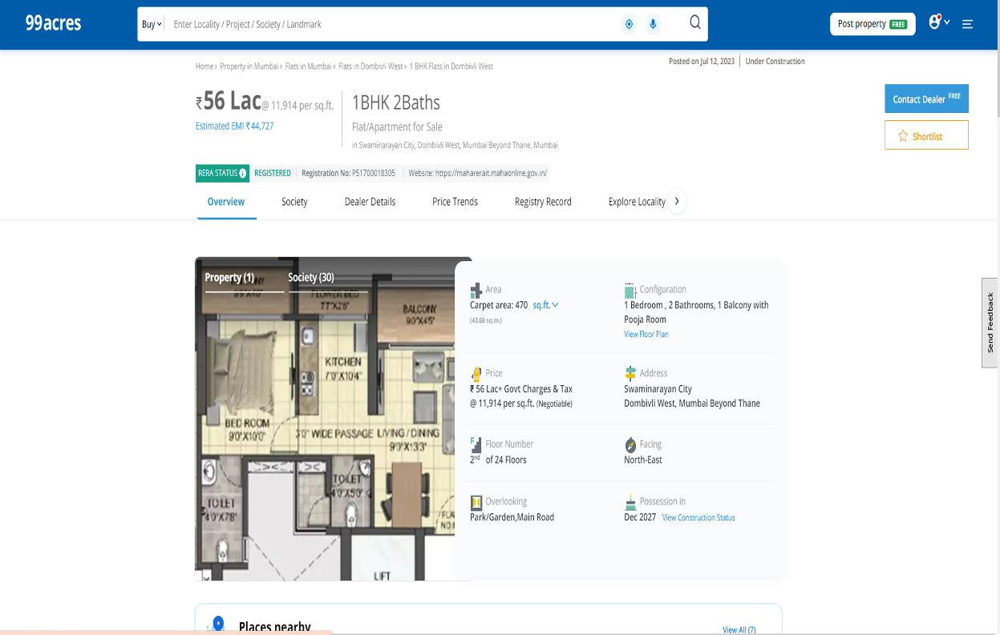 99acres
Buy
Enter Locality / Project / Society / Landmark
Post property FREE
Home › Property in Mumbai › Flats in Mumbai › Flats in Dombivli West › 1 BHK Flats in Dombivli West
Posted on Jul 12, 2023 | Under Construction
₹56 Lac @ 11,914 per sq.ft.
Estimated EMI ₹44,727
1BHK 2Baths
Flat/Apartment for Sale
in Swaminarayan City, Dombivli West, Mumbai Beyond Thane, Mumbai
Contact Dealer FREE
Shortlist
RERA STATUS REGISTERED Registration No: P51700018305 Website: https://maharerait.mahaonline.gov.in/
Overview Society Dealer Details Price Trends Registry Record Explore Locality
Property (1) Society (30)
FLOWER BED
7'7"X2'6"
BALCONY
9'0"X4'5"
KITCHEN
7'0"X10'4"
BED ROOM
9'0"X10'0"
3'0" WIDE PASSAGE
LIVING / DINING
9'0"X13'3"
TOILET
4'0"X5'0"
TOILET
4'0"X7'6"
LIFT
Area
Carpet area: 470 sq.ft.
(43.66 sq.m.)
Configuration
1 Bedroom , 2 Bathrooms, 1 Balcony with
Pooja Room
View Floor Plan
Price
₹ 56 Lac+ Govt Charges & Tax
@ 11,914 per sq.ft. (Negotiable)
Address
Swaminarayan City
Dombivli West, Mumbai Beyond Thane
Floor Number
2nd of 24 Floors
Facing
North-East
Overlooking
Park/Garden,Main Road
Possession in
Dec 2027 View Construction Status
Send Feedback
Places nearby
View All (7)